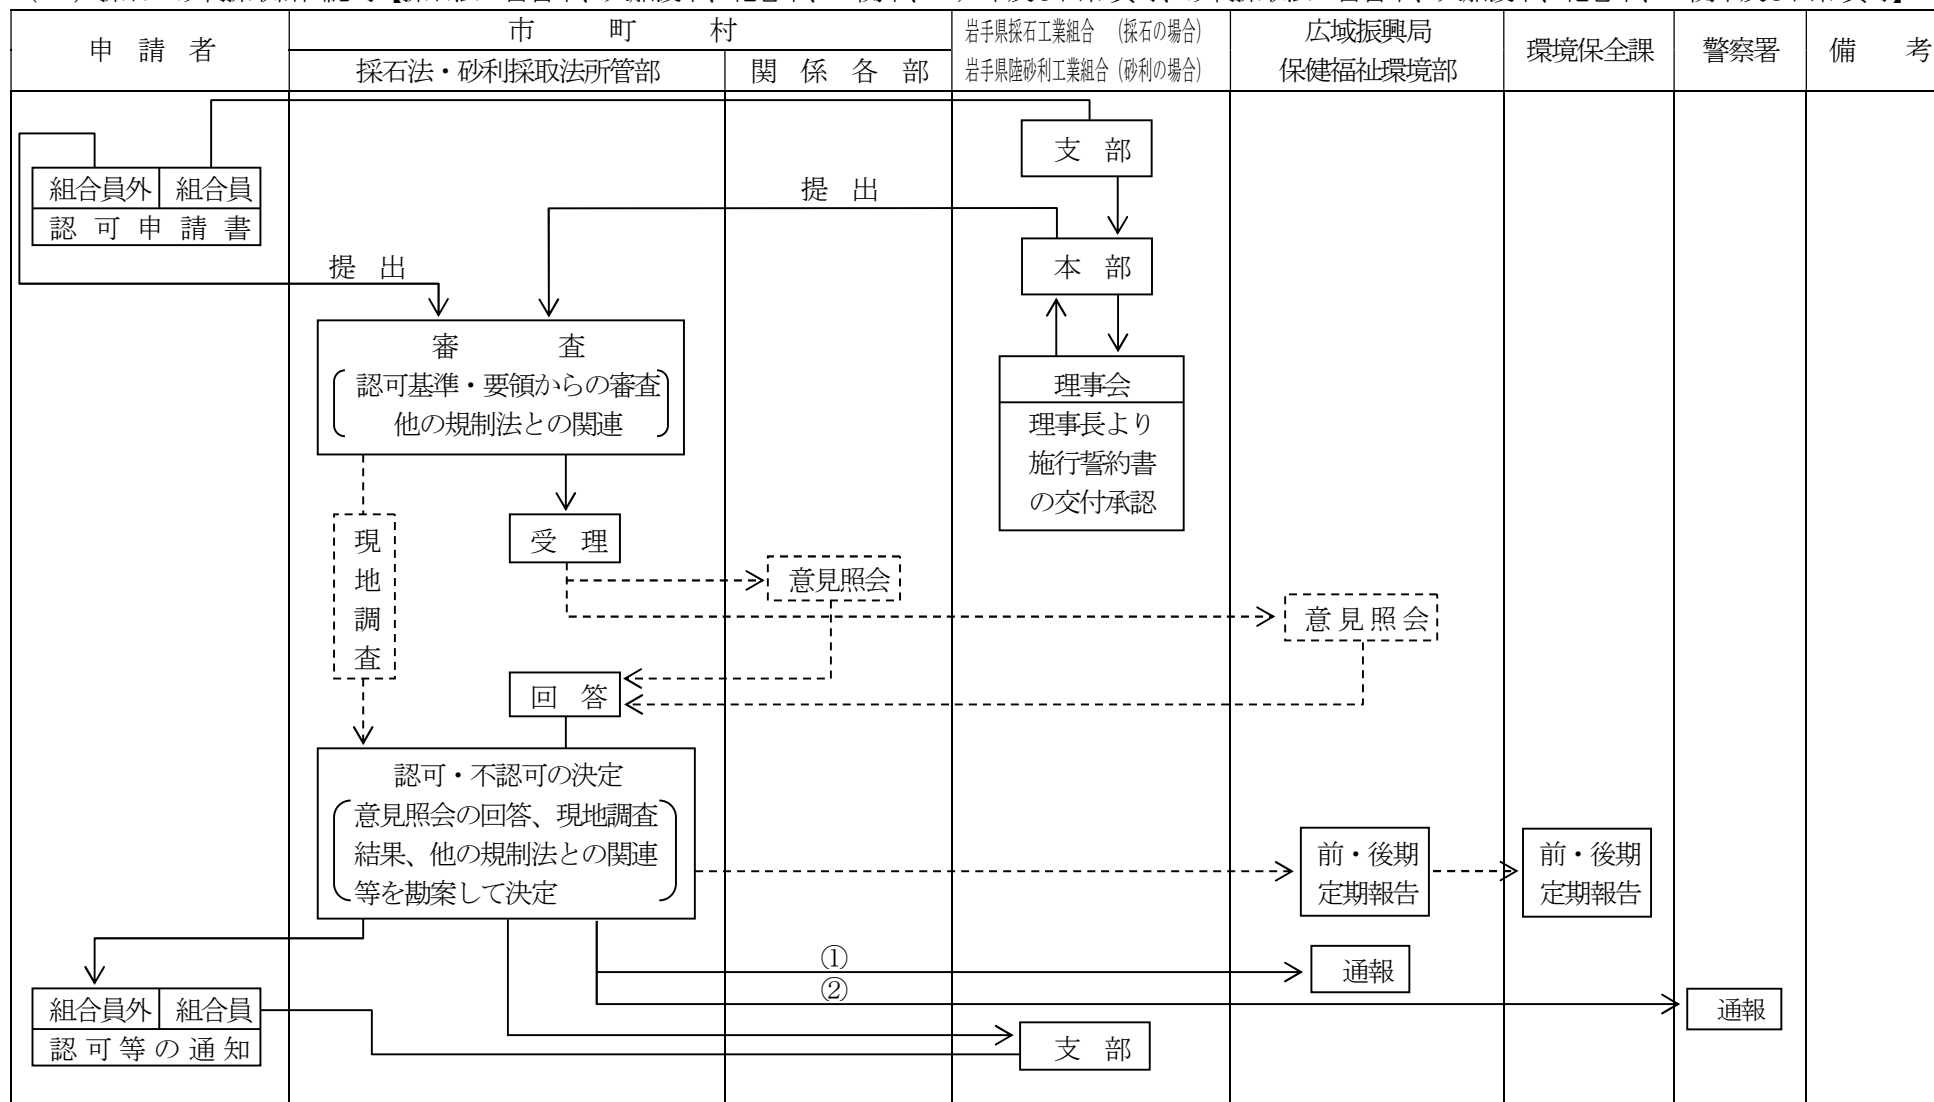 申 請 者
市 町 村
採石法・砂利採取法所管部
関 係 各 部
岩手県採石工業組合 (採石の場合)
岩手県陸砂利工業組合 (砂利の場合)
広域振興局
保健福祉環境部
環境保全課
警察署
備 考
組合員外 組合員
認 可 申 請 書
支 部
提 出
本 部
提 出
審 査
認可基準・要領からの審査
他の規制法との関連
理事会
理事長より
施行誓約書
の交付承認
現
地
調
査
受 理
意見照会
意 見 照 会
回 答
認可・不認可の決定
意見照会の回答、現地調査
結果、他の規制法との関連
等を勘案して決定
前・後期
定期報告
前・後期
定期報告
①
通報
②
通報
組合員外 組合員
認 可 等 の 通 知
支 部